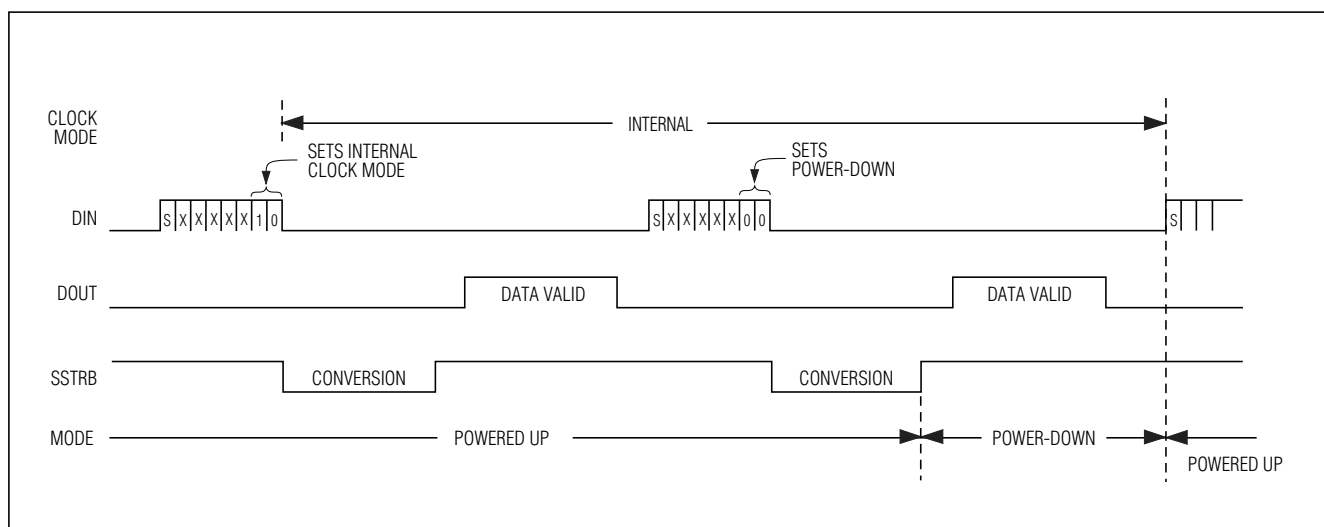 CLOCK
MODE
INTERNAL
SETS INTERNAL
CLOCK MODE
SETS
POWER-DOWN
DIN
S X X X X X 1 0
S X X X X X 0 0
S
DOUT
DATA VALID
DATA VALID
SSTRB
CONVERSION
CONVERSION
MODE
POWERED UP
POWER-DOWN
POWERED UP